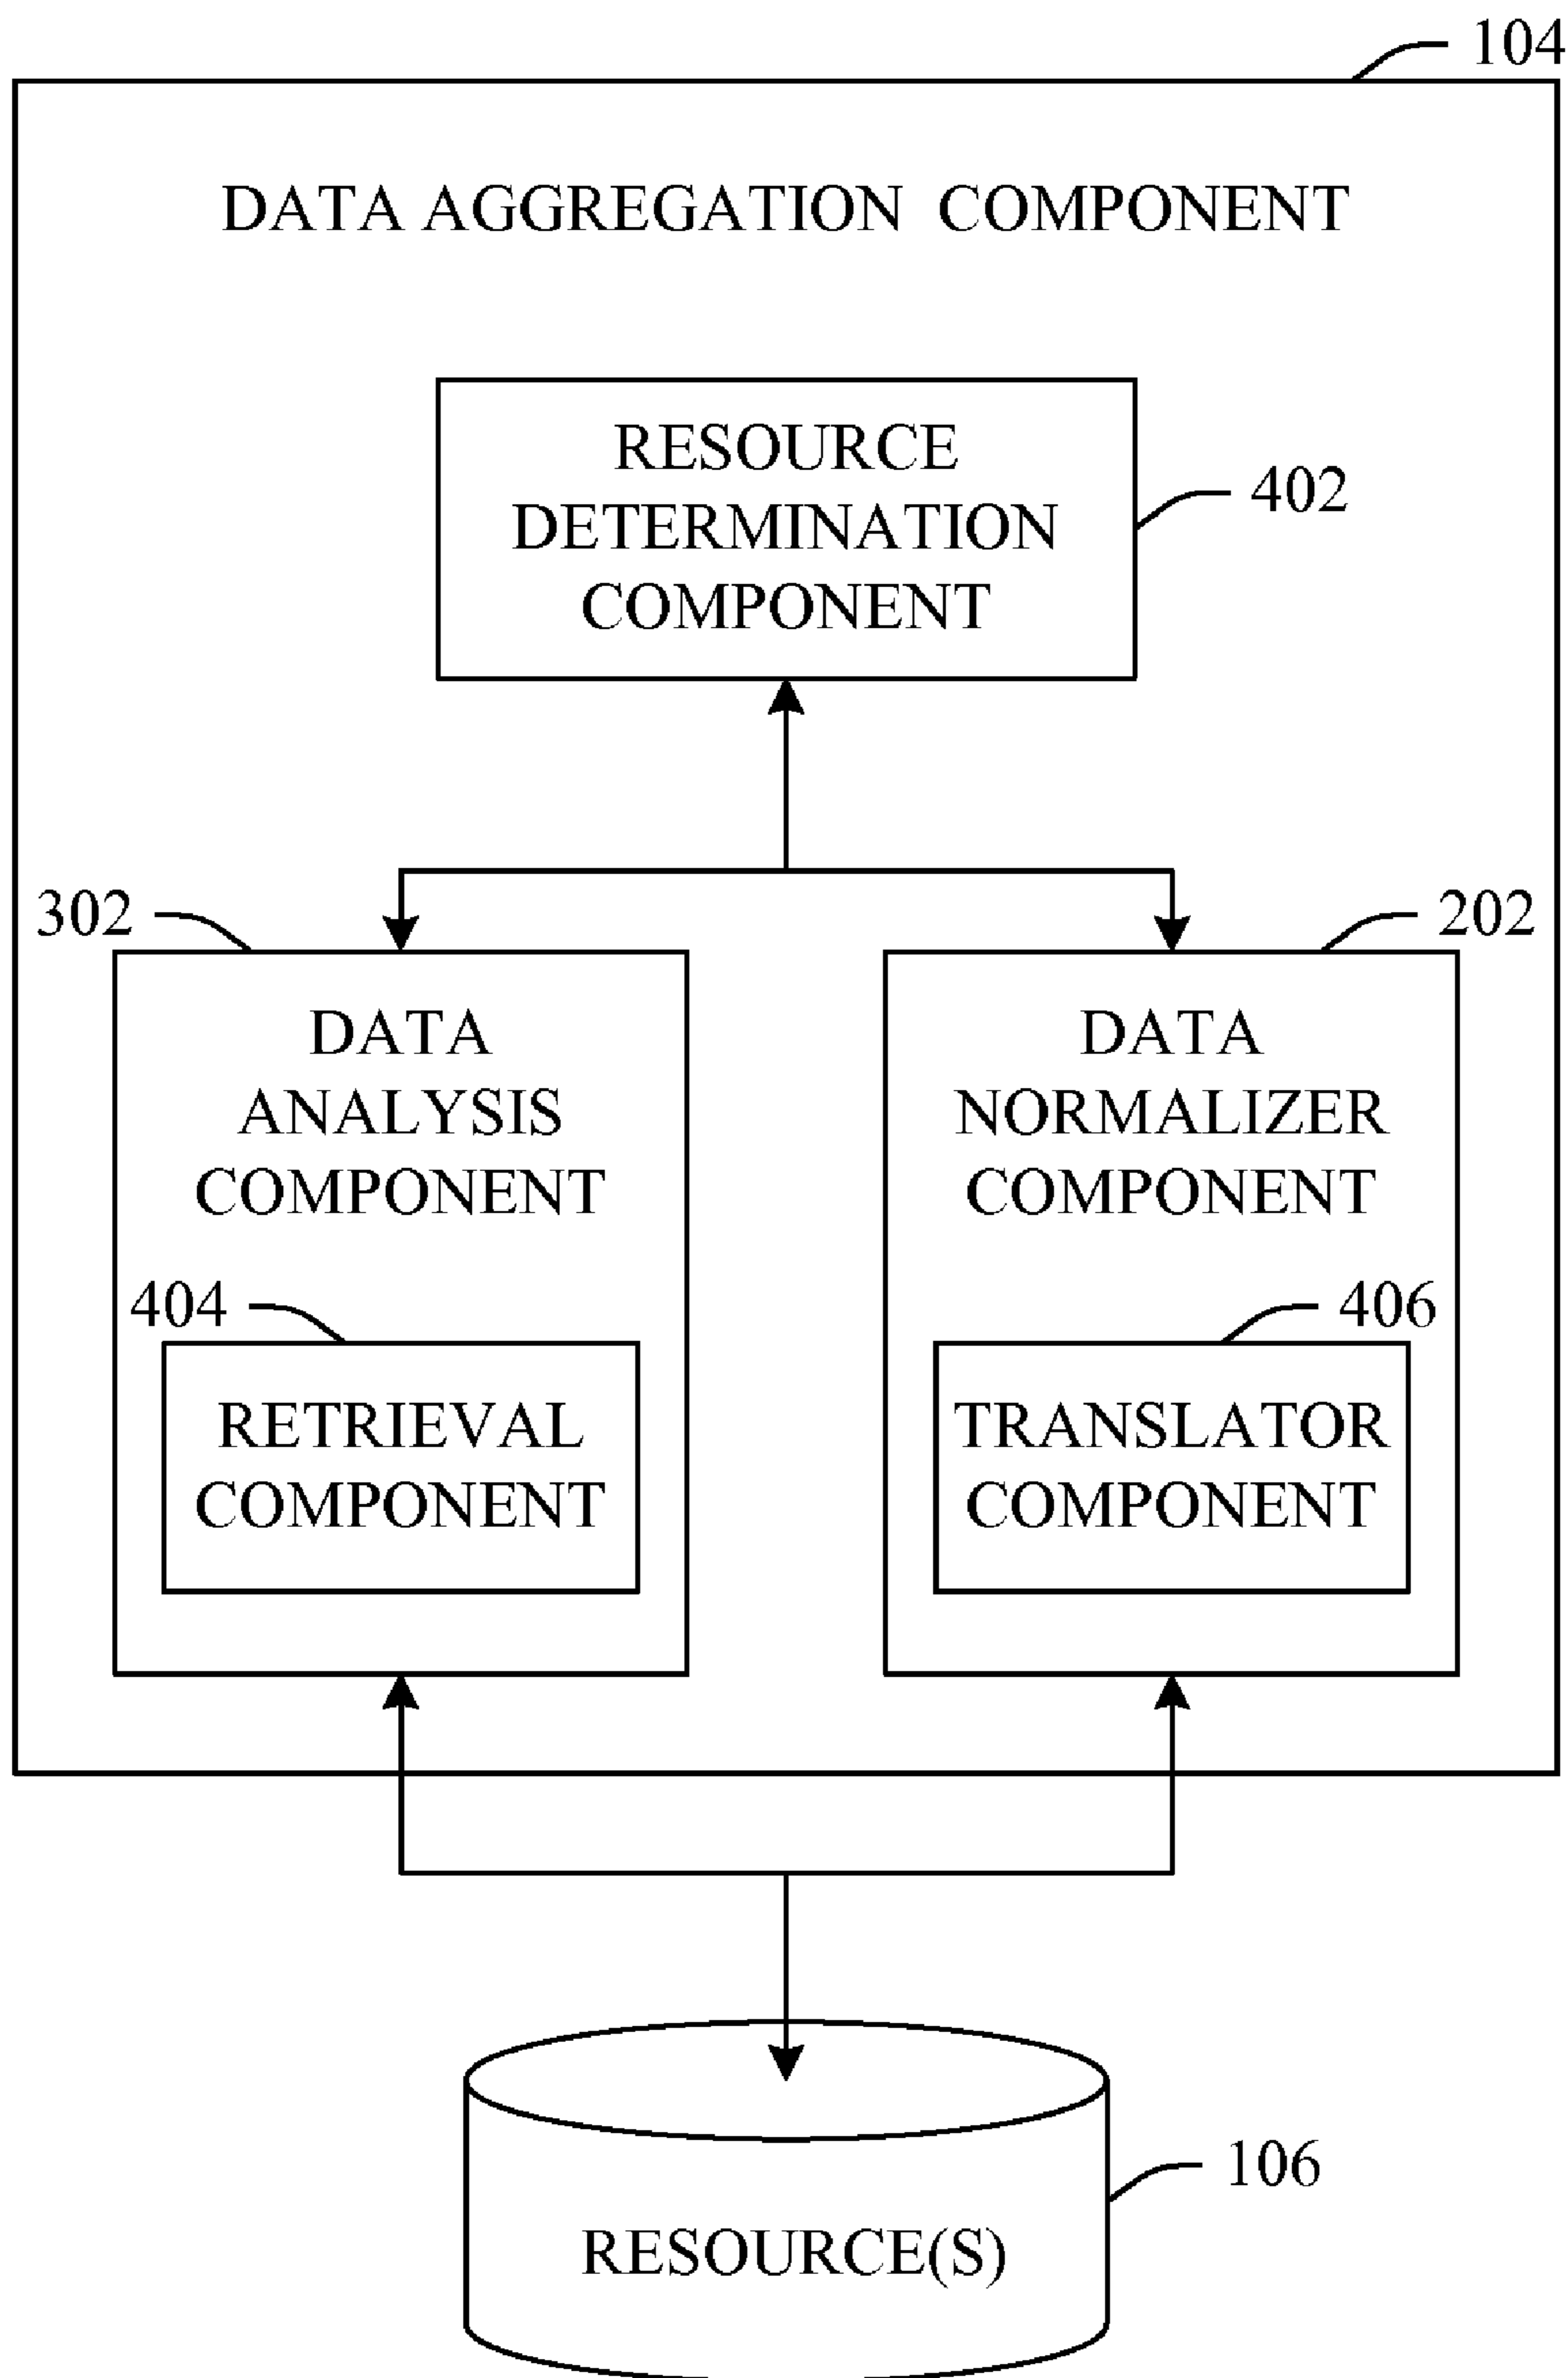 104
DATA AGGREGATION COMPONENT
RESOURCE
DETERMINATION
COMPONENT
402
302
202
DATA
ANALYSIS
COMPONENT
DATA
NORMALIZER
COMPONENT
404
406
RETRIEVAL
COMPONENT
TRANSLATOR
COMPONENT
106
RESOURCE(S)